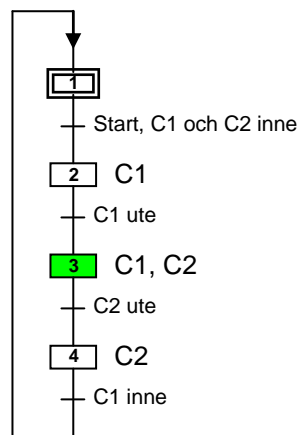 1
Start, C1 och C2 inne
2 C1
C1 ute
3 C1, C2
C2 ute
4 C2
C1 inne